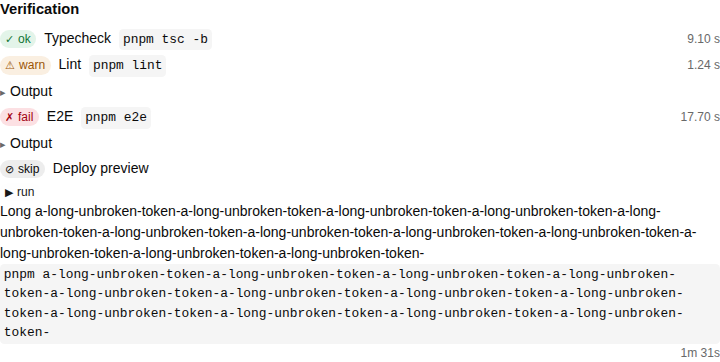 Verification
✓ ok Typecheck pnpm tsc -b 9.10 s
⚠ warn Lint pnpm lint 1.24 s
▸ Output
✗ fail E2E pnpm e2e 17.70 s
▸ Output
⊘ skip Deploy preview
▶ run
Long a-long-unbroken-token-a-long-unbroken-token-a-long-unbroken-token-a-long-unbroken-token-a-long-
unbroken-token-a-long-unbroken-token-a-long-unbroken-token-a-long-unbroken-token-a-long-unbroken-token-a-
long-unbroken-token-a-long-unbroken-token-a-long-unbroken-token-
pnpm a-long-unbroken-token-a-long-unbroken-token-a-long-unbroken-token-a-long-unbroken-
token-a-long-unbroken-token-a-long-unbroken-token-a-long-unbroken-token-a-long-unbroken-
token-a-long-unbroken-token-a-long-unbroken-token-a-long-unbroken-token-a-long-unbroken-
token-
1m 31s